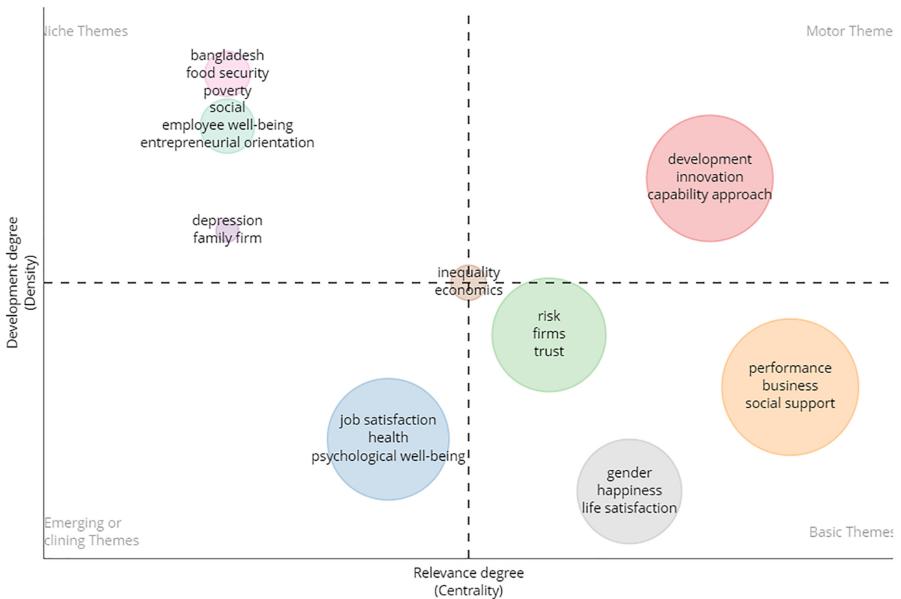 Niche Themes
Motor Theme
bangladesh
food security
poverty
social
employee well-being
entrepreneurial orientation
development
innovation
capability approach
depression
family firm
Development degree
(Density)
inequality
economics
risk
firms
trust
performance
business
social support
job satisfaction
health
psychological well-being
gender
happiness
life satisfaction
Emerging or
clining Themes
Basic Themes
Relevance degree
(Centrality)